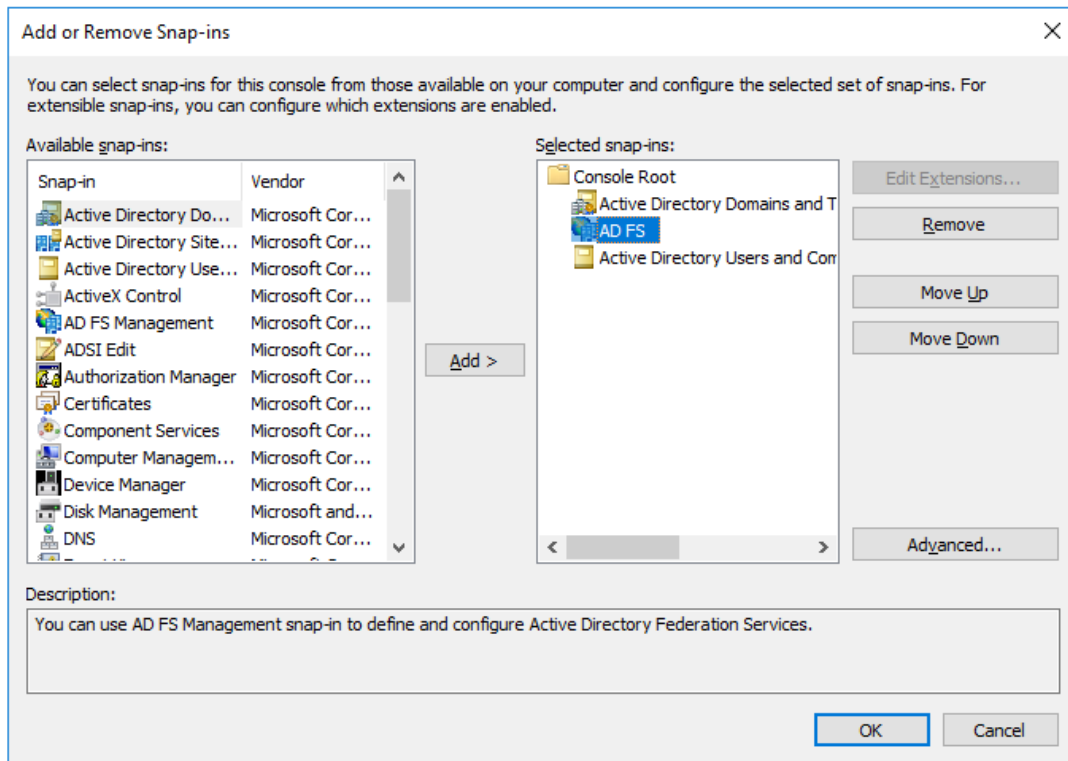 Add or Remove Snap-ins
You can select snap-ins for this console from those available on your computer and configure the selected set of snap-ins. For
extensible snap-ins, you can configure which extensions are enabled.
Available snap-ins:
Selected snap-ins:
Snap-in Vendor
Active Directory Do... Microsoft Cor...
Active Directory Site... Microsoft Cor...
Active Directory Use... Microsoft Cor...
ActiveX Control Microsoft Cor...
AD FS Management Microsoft Cor...
ADSI Edit Microsoft Cor...
Authorization Manager Microsoft Cor...
Certificates Microsoft Cor...
Component Services Microsoft Cor...
Computer Managem... Microsoft Cor...
Device Manager Microsoft Cor...
Disk Management Microsoft and...
DNS Microsoft Cor...
Add >
Console Root
Active Directory Domains and T
AD FS
Active Directory Users and Com
Edit Extensions...
Remove
Move Up
Move Down
Advanced...
Description:
You can use AD FS Management snap-in to define and configure Active Directory Federation Services.
OK
Cancel